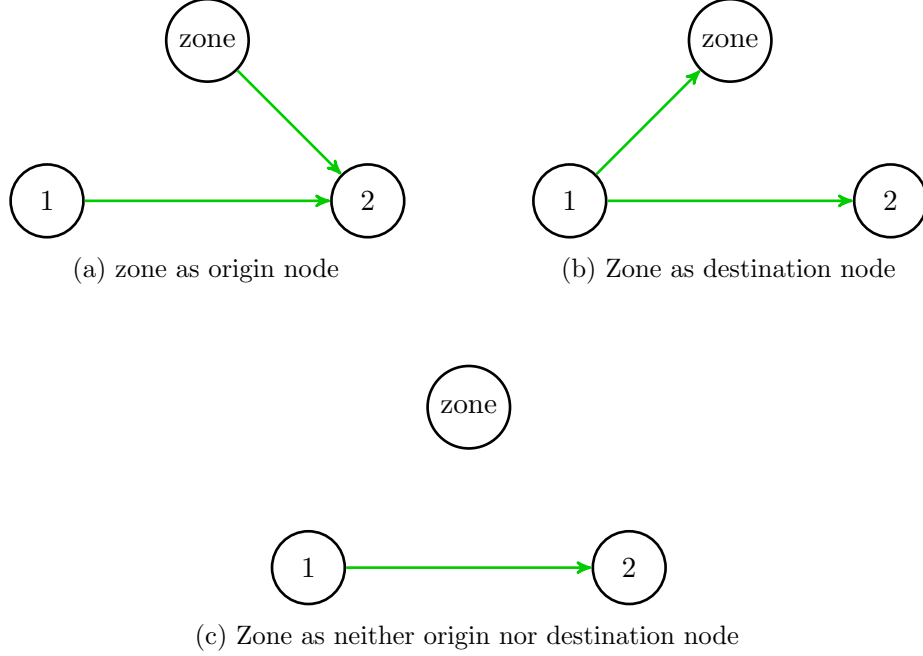 zone
zone
1
2
1
2
(a) zone as origin node
(b) Zone as destination node
zone
1
2
(c) Zone as neither origin nor destination node